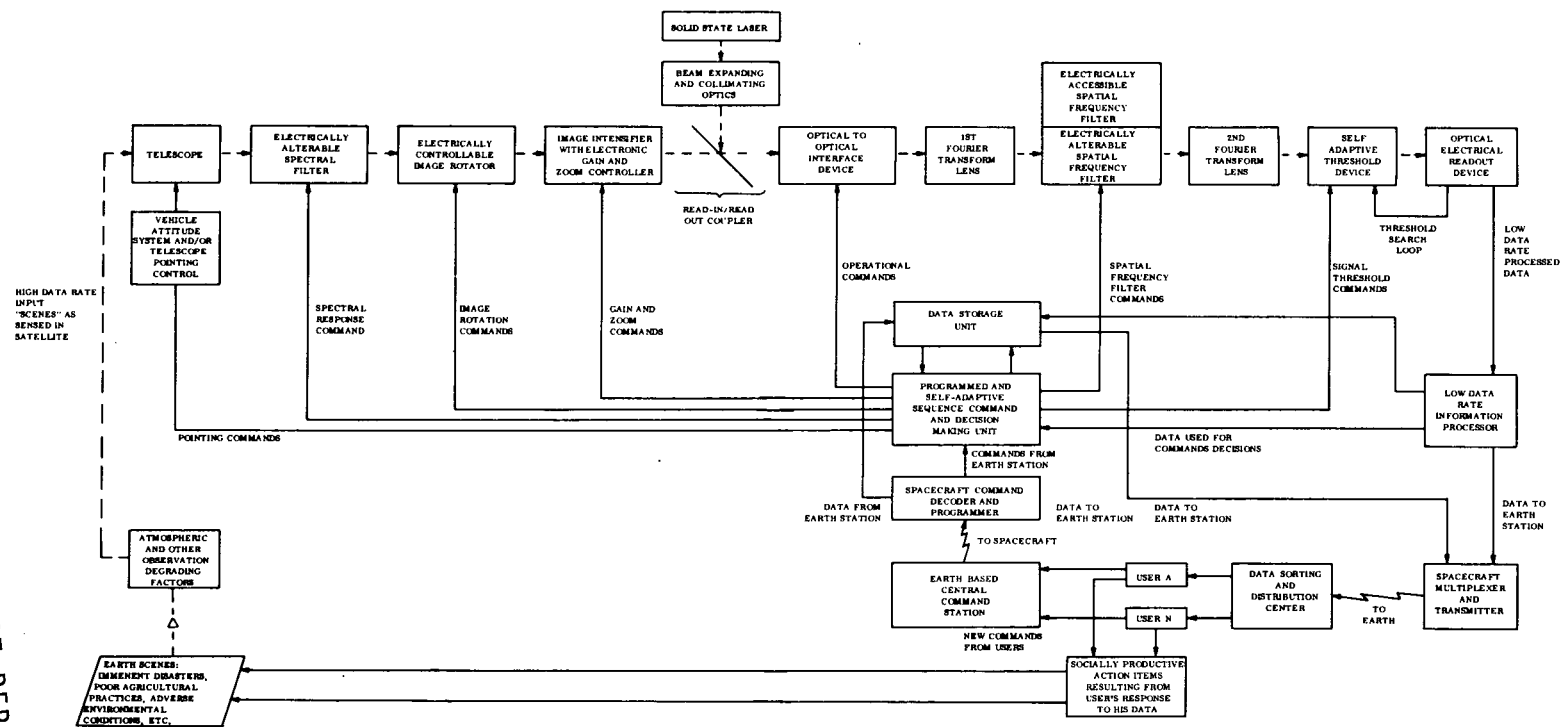 SOLID STATE LASER
BEAM EXPANDING
AND COLLIMATING
OPTICS
TELESCOPE
ELECTRICALLY
ALTERABLE
SPECTRAL
FILTER
ELECTRICALLY
CONTROLLABLE
IMAGE ROTATOR
IMAGE INTENSIFIER
WITH ELECTRONIC
GAIN AND
ZOOM CONTROLLER
READ-IN/READ
OUT COUPLER
OPTICAL TO
OPTICAL
INTERFACE
DEVICE
1ST
FOURIER
TRANSFORM
LENS
ELECTRICALLY
ACCESSIBLE
SPATIAL
FREQUENCY
FILTER
ELECTRICALLY
ALTERABLE
SPATIAL
FREQUENCY
FILTER
2ND
FOURIER
TRANSFORM
LENS
SELF
ADAPTIVE
THRESHOLD
DEVICE
OPTICAL
ELECTRICAL
READOUT
DEVICE
VEHICLE
ATTITUDE
SYSTEM AND/OR
TELESCOPE
POINTING
CONTROL
THRESHOLD
SEARCH
LOOP
LOW
DATA
RATE
PROCESSED
DATA
HIGH DATA RATE
INPUT
"SCENES" AS
SENSED IN
SATELLITE
SPECTRAL
RESPONSE
COMMAND
IMAGE
ROTATION
COMMANDS
GAIN AND
ZOOM
COMMANDS
OPERATIONAL
COMMANDS
SPATIAL
FREQUENCY
FILTER
COMMANDS
SIGNAL
THRESHOLD
COMMANDS
DATA STORAGE
UNIT
PROGRAMMED AND
SELF-ADAPTIVE
SEQUENCE COMMAND
AND DECISION
MAKING UNIT
LOW DATA
RATE
INFORMATION
PROCESSOR
POINTING COMMANDS
DATA USED FOR
COMMANDS DECISIONS
COMMANDS FROM
EARTH STATION
SPACECRAFT COMMAND
DECODER AND
PROGRAMMER
DATA FROM
EARTH STATION
DATA TO
EARTH STATION
DATA TO
EARTH STATION
DATA TO
EARTH
STATION
TO SPACECRAFT
ATMOSPHERIC
AND OTHER
OBSERVATION
DEGRADING
FACTORS
EARTH BASED
CENTRAL
COMMAND
STATION
USER A
USER N
DATA SORTING
AND
DISTRIBUTION
CENTER
TO
EARTH
SPACECRAFT
MULTIPLEXER
AND
TRANSMITTER
NEW COMMANDS
FROM USERS
EARTH SCENES:
IMMENENT DISASTERS,
POOR AGRICULTURAL
PRACTICES, ADVERSE
ENVIRONMENTAL
CONDITIONS, ETC,
SOCIALLY PRODUCTIVE
ACTION ITEMS
RESULTING FROM
USER'S RESPONSE
TO HIS DATA